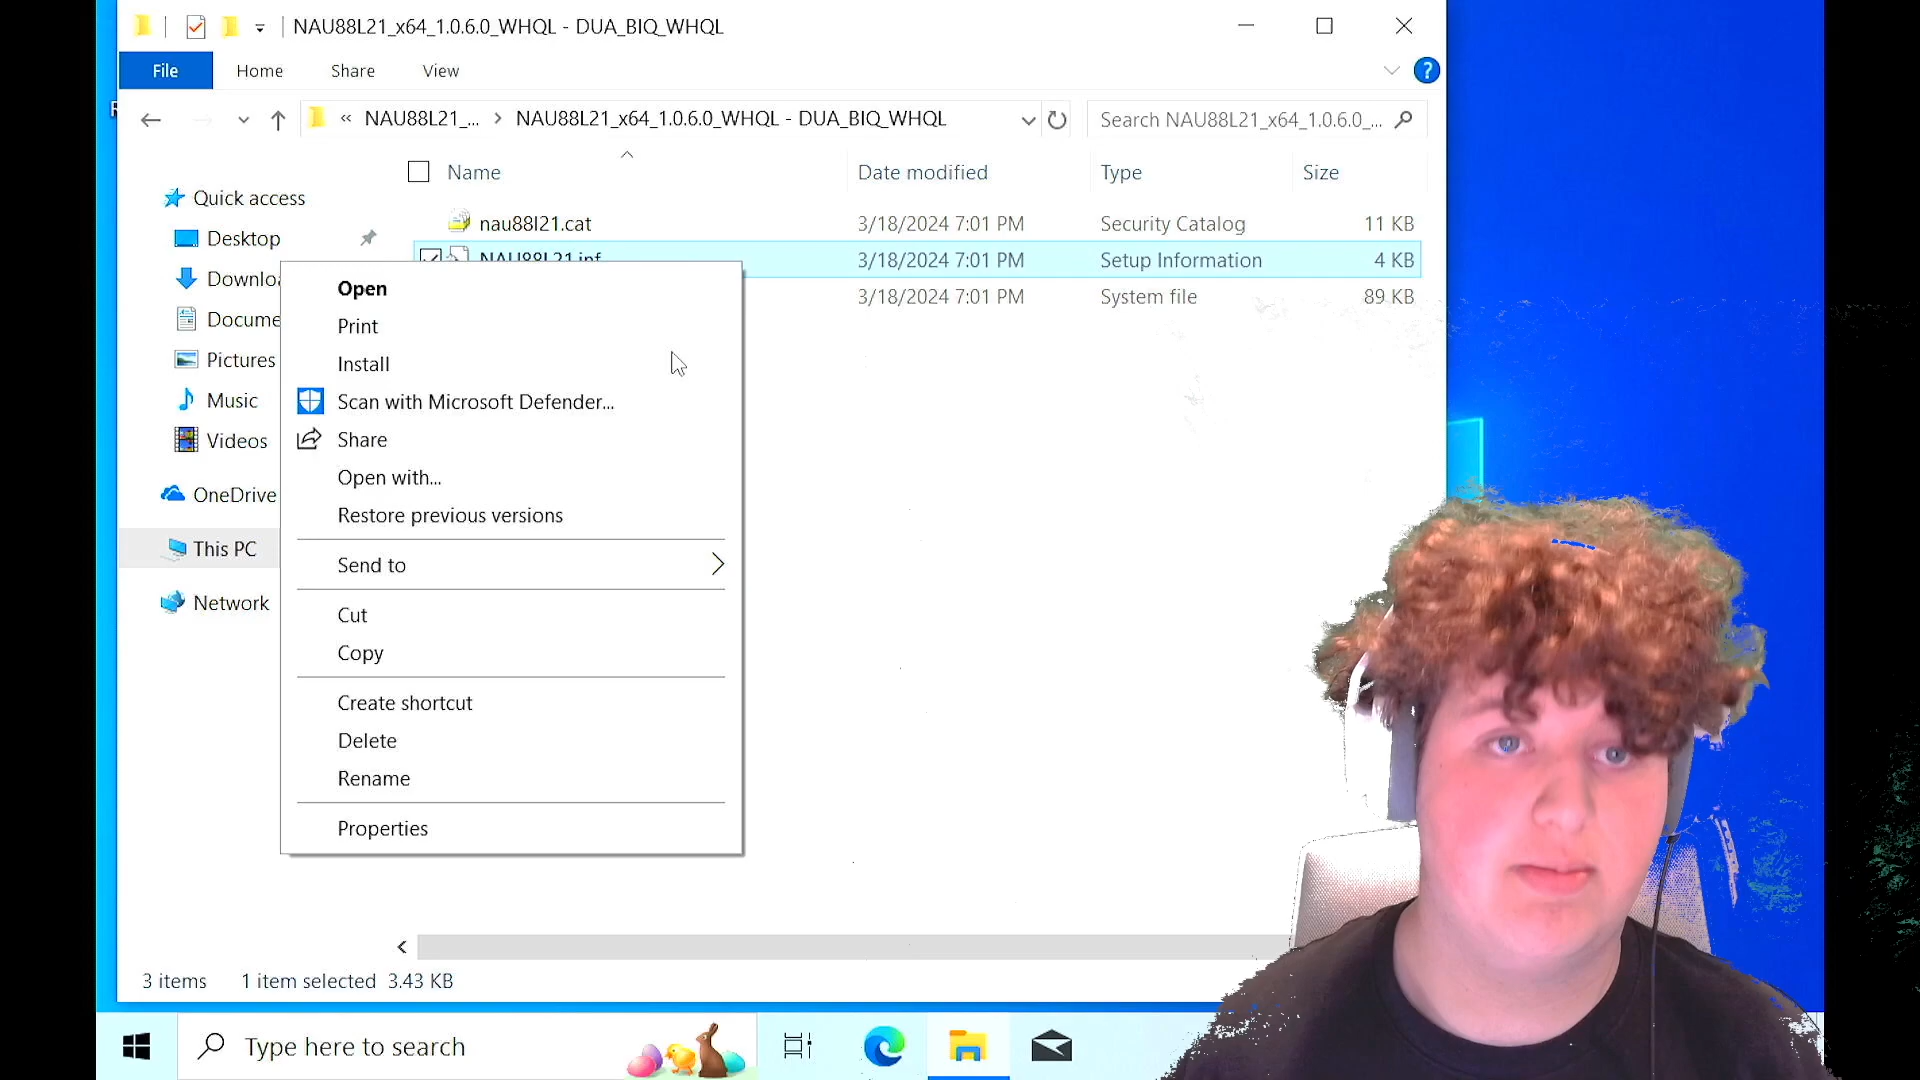 NAU88L21_x64_1.0.6.0_WHQL - DUA_BIQ_WHQL
File Home Share View ?
R
« NAU88L21_... > NAU88L21_x64_1.0.6.0_WHQL - DUA_BIQ_WHQL Search NAU88L21_x64_1.0.6.0_...
Name Date modified Type Size
Quick access
Desktop
Downloa
Docume
Pictures
Music
Videos
OneDrive
This PC
Network
nau88l21.cat 3/18/2024 7:01 PM Security Catalog 11 KB
NAU88L21.inf 3/18/2024 7:01 PM Setup Information 4 KB
3/18/2024 7:01 PM System file 89 KB
Open
Print
Install
Scan with Microsoft Defender...
Share
Open with...
Restore previous versions
Send to
Cut
Copy
Create shortcut
Delete
Rename
Properties
3 items 1 item selected 3.43 KB
Type here to search